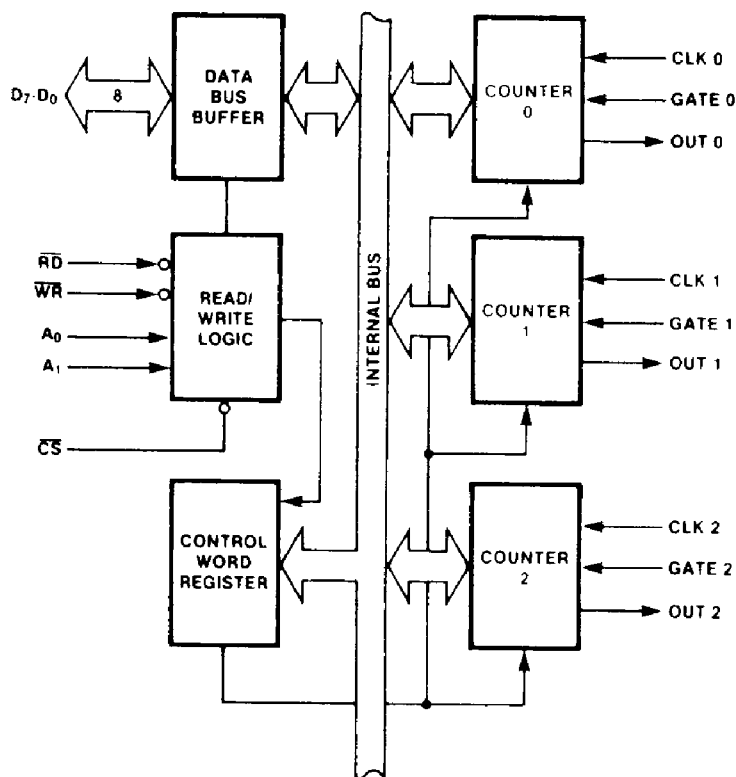 D7-D0
8
DATA
BUS
BUFFER
COUNTER
0
CLK 0
GATE 0
OUT 0
RD
WR
A0
A1
CS
READ/
WRITE
LOGIC
INTERNAL BUS
COUNTER
1
CLK 1
GATE 1
OUT 1
CONTROL
WORD
REGISTER
COUNTER
2
CLK 2
GATE 2
OUT 2